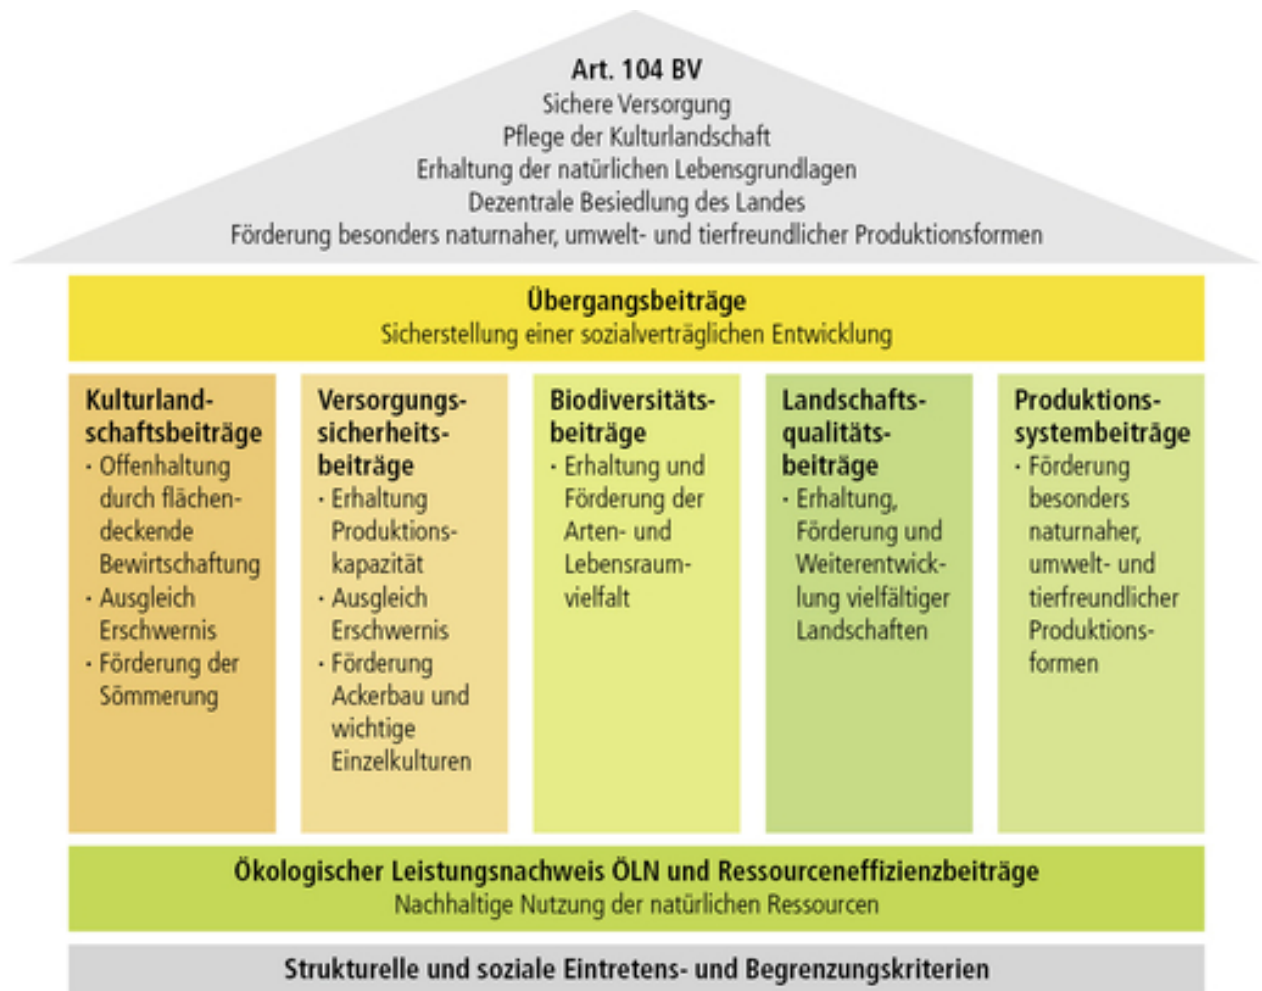 Art. 104 BV
Sichere Versorgung
Pflege der Kulturlandschaft
Erhaltung der natürlichen Lebensgrundlagen
Dezentrale Besiedlung des Landes
Förderung besonders naturnaher, umwelt- und tierfreundlicher Produktionsformen
Übergangsbeiträge
Sicherstellung einer sozialverträglichen Entwicklung
Kulturland-
schaftsbeiträge
· Offenhaltung
durch flächen-
deckende
Bewirtschaftung
· Ausgleich
Erschwernis
· Förderung der
Sömmerung
Versorgungs-
sicherheits-
beiträge
· Erhaltung
Produktions-
kapazität
· Ausgleich
Erschwernis
· Förderung
Ackerbau und
wichtige
Einzelkulturen
Biodiversitäts-
beiträge
· Erhaltung und
Förderung der
Arten- und
Lebensraum-
vielfalt
Landschafts-
qualitäts-
beiträge
· Erhaltung,
Förderung und
Weiterentwick-
lung vielfältiger
Landschaften
Produktions-
systembeiträge
· Förderung
besonders
naturnaher,
umwelt- und
tierfreundlicher
Produktions-
formen
Ökologischer Leistungsnachweis ÖLN und Ressourceneffizienzbeiträge
Nachhaltige Nutzung der natürlichen Ressourcen
Strukturelle und soziale Eintretens- und Begrenzungskriterien